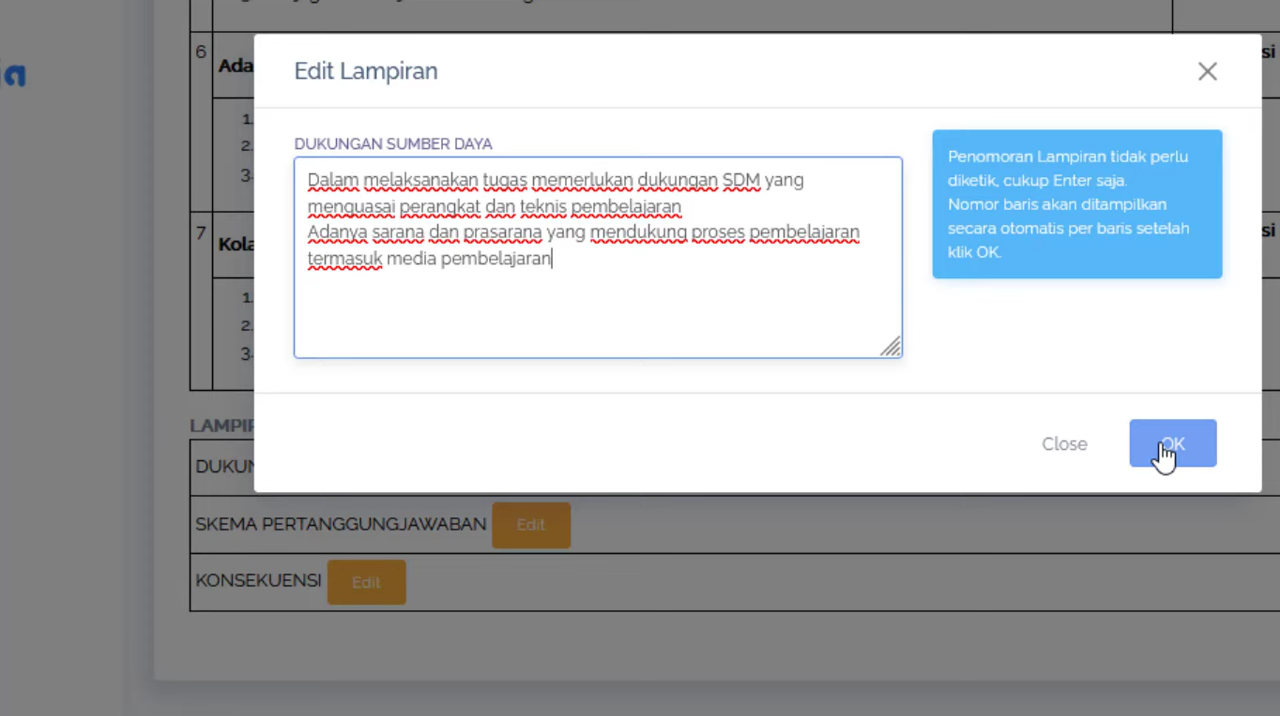 6
Ada
si
ja
Edit Lampiran
1.
2.
3.
DUKUNGAN SUMBER DAYA
Dalam melaksanakan tugas memerlukan dukungan SDM yang
menguasai perangkat dan teknis pembelajaran
Adanya sarana dan prasarana yang mendukung proses pembelajaran
termasuk media pembelajaran
Penomoran Lampiran tidak perlu
diketik, cukup Enter saja.
Nomor baris akan ditampilkan
secara otomatis per baris setelah
klik OK.
7
Kola
si
1.
2.
3.
Close
OK
LAMPIR
DUKUN
SKEMA PERTANGGUNGJAWABAN Edit
KONSEKUENSI Edit